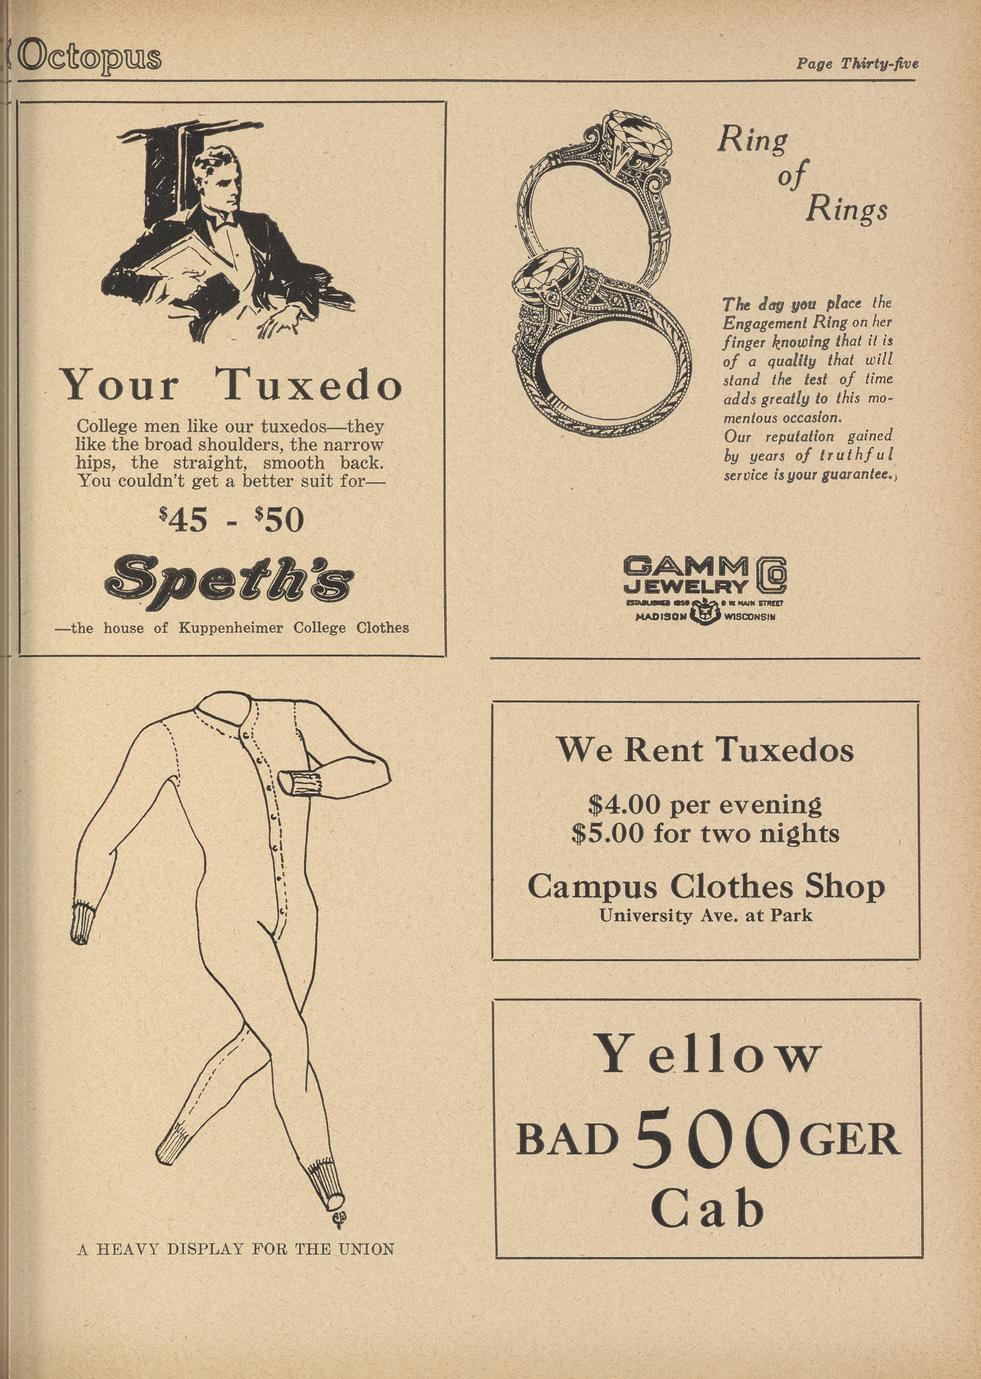 Octopus
Page Thirty-five
Your Tuxedo
College men like our tuxedos—they
like the broad shoulders, the narrow
hips, the straight, smooth back.
You couldn't get a better suit for—
$45 - $50
Speth's
—the house of Kuppenheimer College Clothes
Ring
of
Rings
The day you place the
Engagement Ring on her
finger knowing that it is
of a quality that will
stand the test of time
adds greatly to this mo-
mentous occasion.
Our reputation gained
by years of truthful
service is your guarantee.
GAMM CO
JEWELRY
ESTABLISHED 1850 9 W. MAIN STREET
MADISON WISCONSIN
A HEAVY DISPLAY FOR THE UNION
We Rent Tuxedos
$4.00 per evening
$5.00 for two nights
Campus Clothes Shop
University Ave. at Park
Yellow
BAD 500 GER
Cab